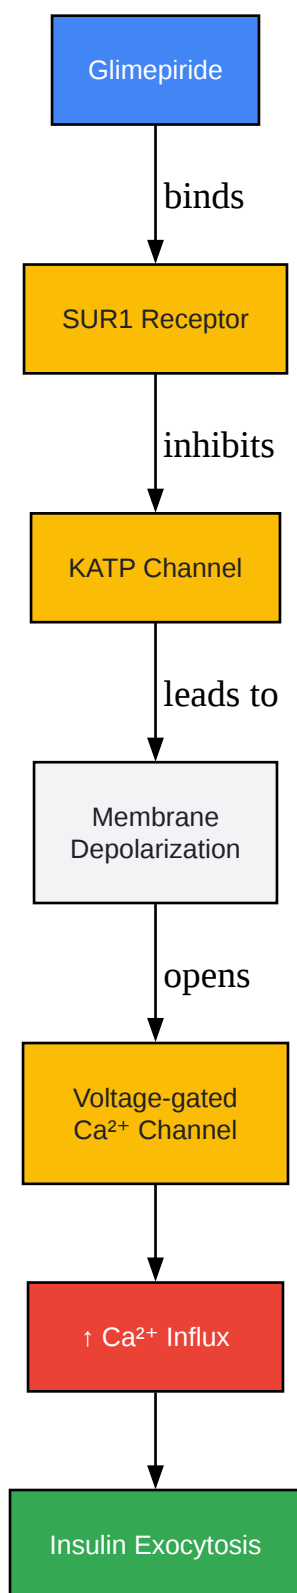 Glimepiride
binds
SUR1 Receptor
inhibits
KATP Channel
leads to
Membrane
Depolarization
opens
Voltage-gated
Ca²⁺ Channel
↑ Ca²⁺ Influx
Insulin Exocytosis